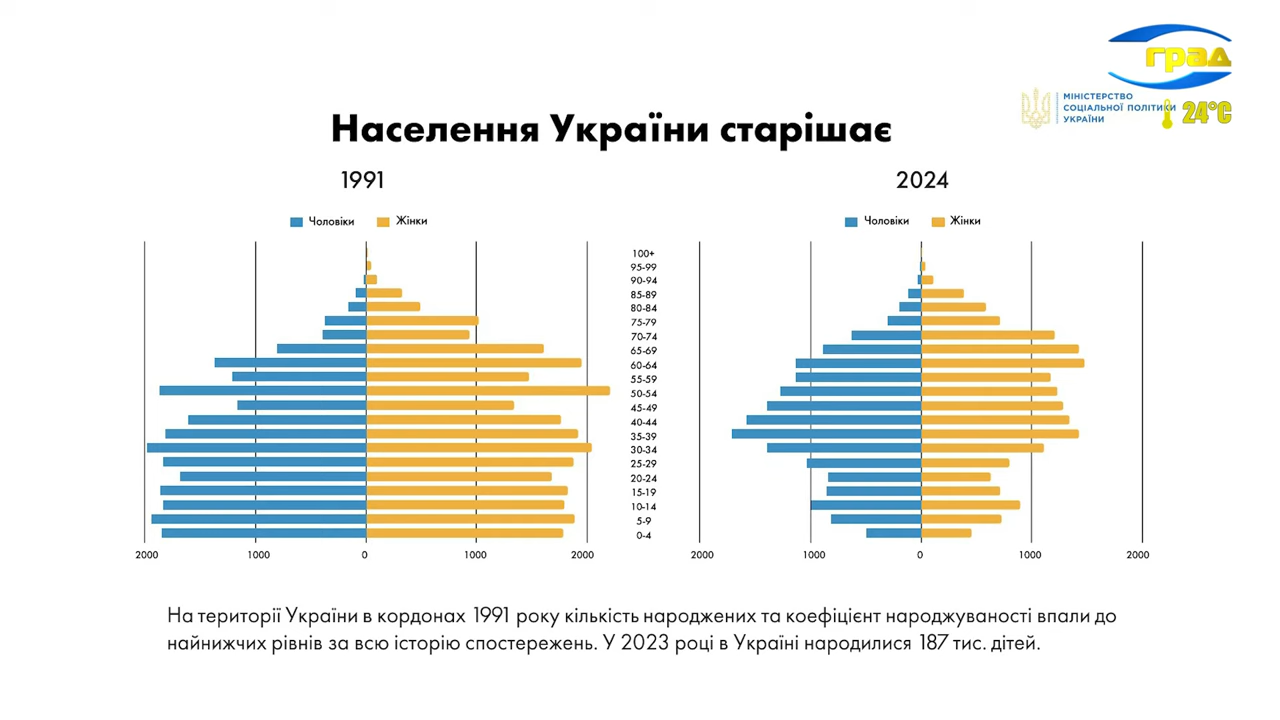 град
МІНІСТЕРСТВО
СОЦІАЛЬНОЇ ПОЛІТИКИ
УКРАЇНИ
24°C
Населення України старішає
1991
2024
Чоловіки Жінки
Чоловіки Жінки
100+
95-99
90-94
85-89
80-84
75-79
70-74
65-69
60-64
55-59
50-54
45-49
40-44
35-39
30-34
25-29
20-24
15-19
10-14
5-9
0-4
2000 1000 0 1000 2000
2000 1000 0 1000 2000
На території України в кордонах 1991 року кількість народжених та коефіцієнт народжуваності впали до
найнижчих рівнів за всю історію спостережень. У 2023 році в Україні народилися 187 тис. дітей.